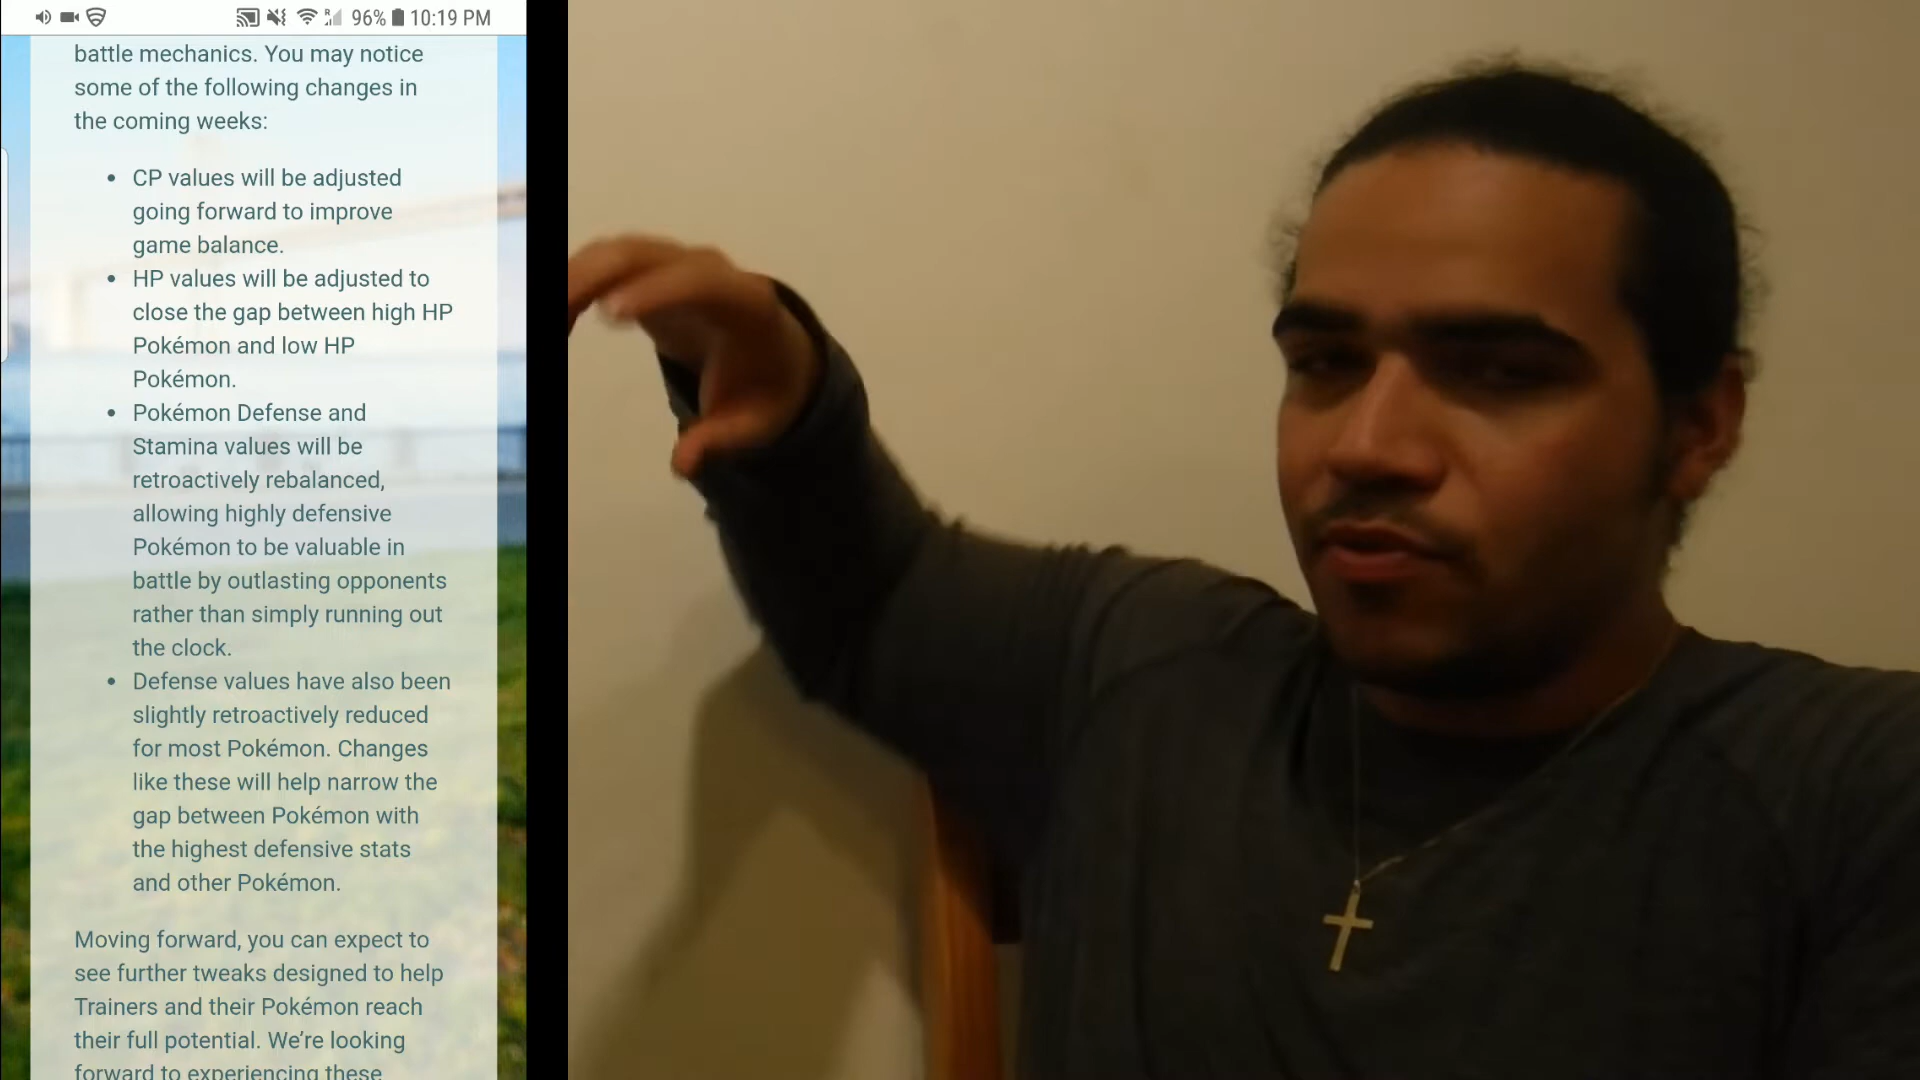 96% 10:19 PM
battle mechanics. You may notice
some of the following changes in
the coming weeks:
• CP values will be adjusted
going forward to improve
game balance.
• HP values will be adjusted to
close the gap between high HP
Pokémon and low HP
Pokémon.
• Pokémon Defense and
Stamina values will be
retroactively rebalanced,
allowing highly defensive
Pokémon to be valuable in
battle by outlasting opponents
rather than simply running out
the clock.
• Defense values have also been
slightly retroactively reduced
for most Pokémon. Changes
like these will help narrow the
gap between Pokémon with
the highest defensive stats
and other Pokémon.
Moving forward, you can expect to
see further tweaks designed to help
Trainers and their Pokémon reach
their full potential. We’re looking
forward to experiencing these